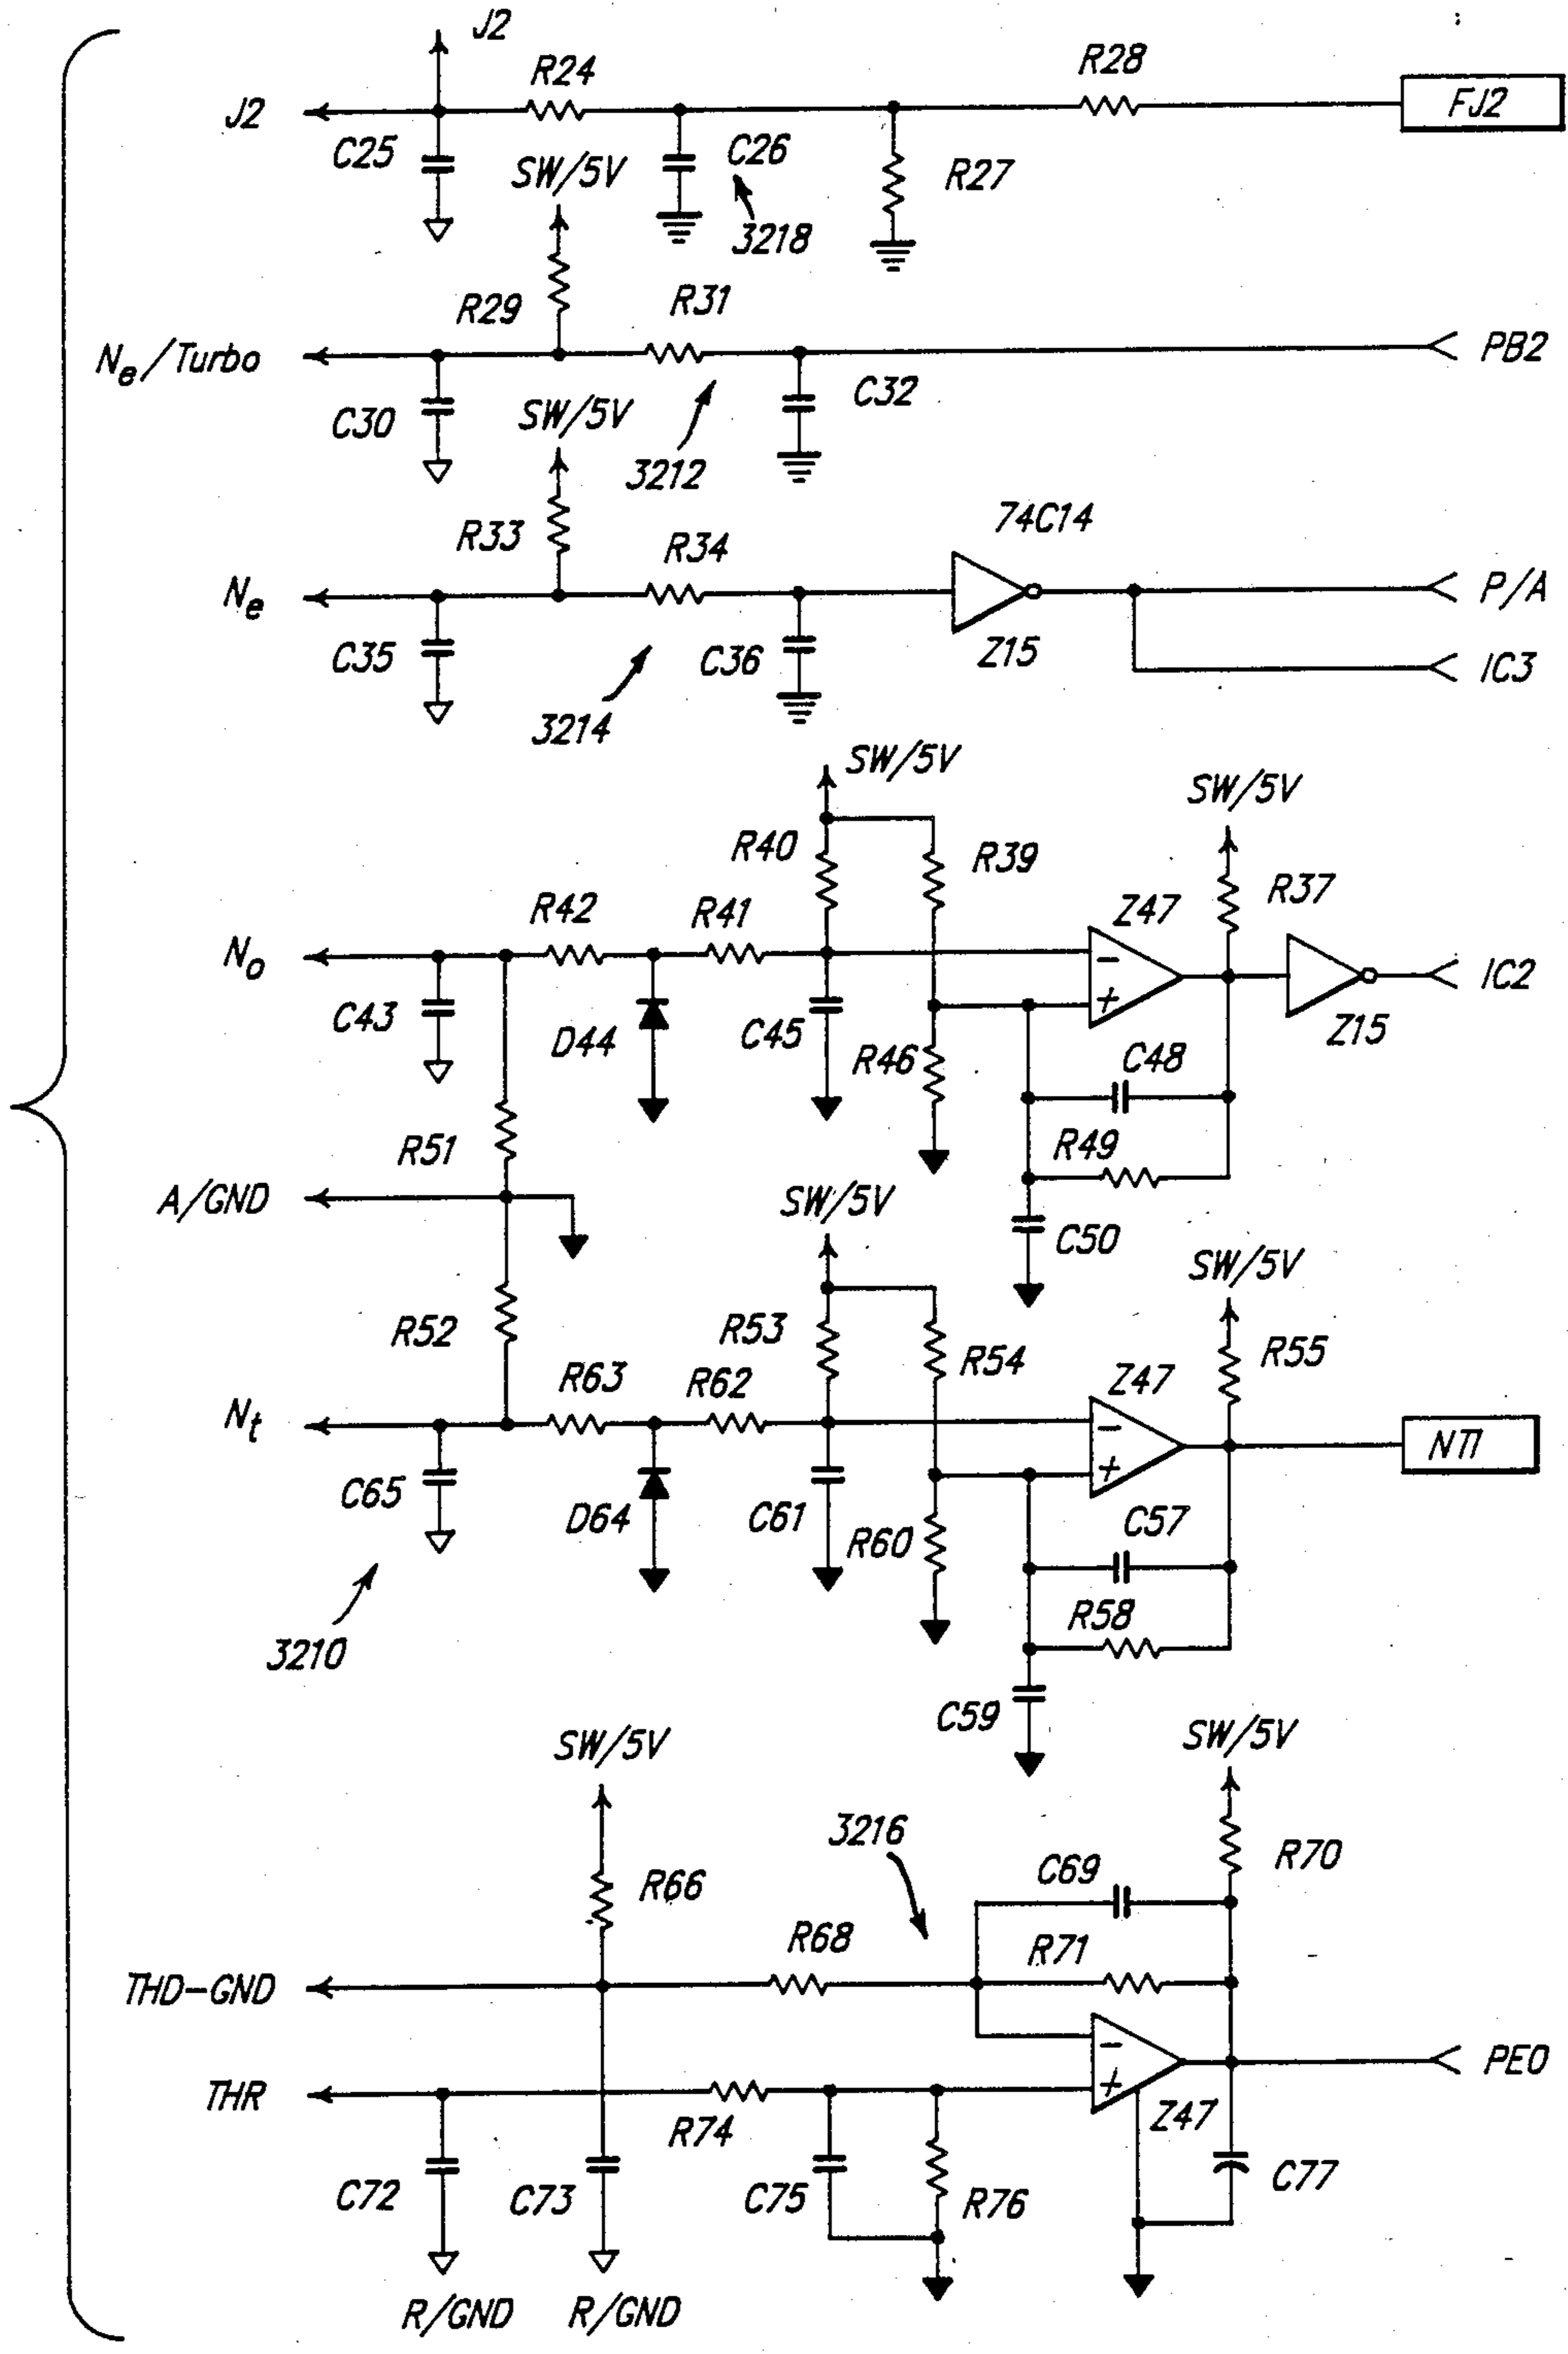 J2
R24
R28
J2
FJ2
C25
SW/5V
C26
R27
3218
R29
R31
Ne/Turbo
PB2
C30
SW/5V
C32
3212
R33
R34
74C14
Ne
P/A
C35
C36
Z15
IC3
3214
SW/5V
SW/5V
R40
R39
R37
R42
R41
Z47
No
-
IC2
+
C43
D44
C45
R46
C48
Z15
R51
R49
A/GND
SW/5V
C50
SW/5V
R52
R53
R54
R55
R63
R62
Z47
Nt
-
NTI
+
C65
D64
C61
R60
C57
3210
R58
C59
SW/5V
SW/5V
3216
R66
C69
R70
R68
R71
THD-GND
-
PE0
THR
+
R74
Z47
C72
C73
C75
R76
C77
R/GND
R/GND